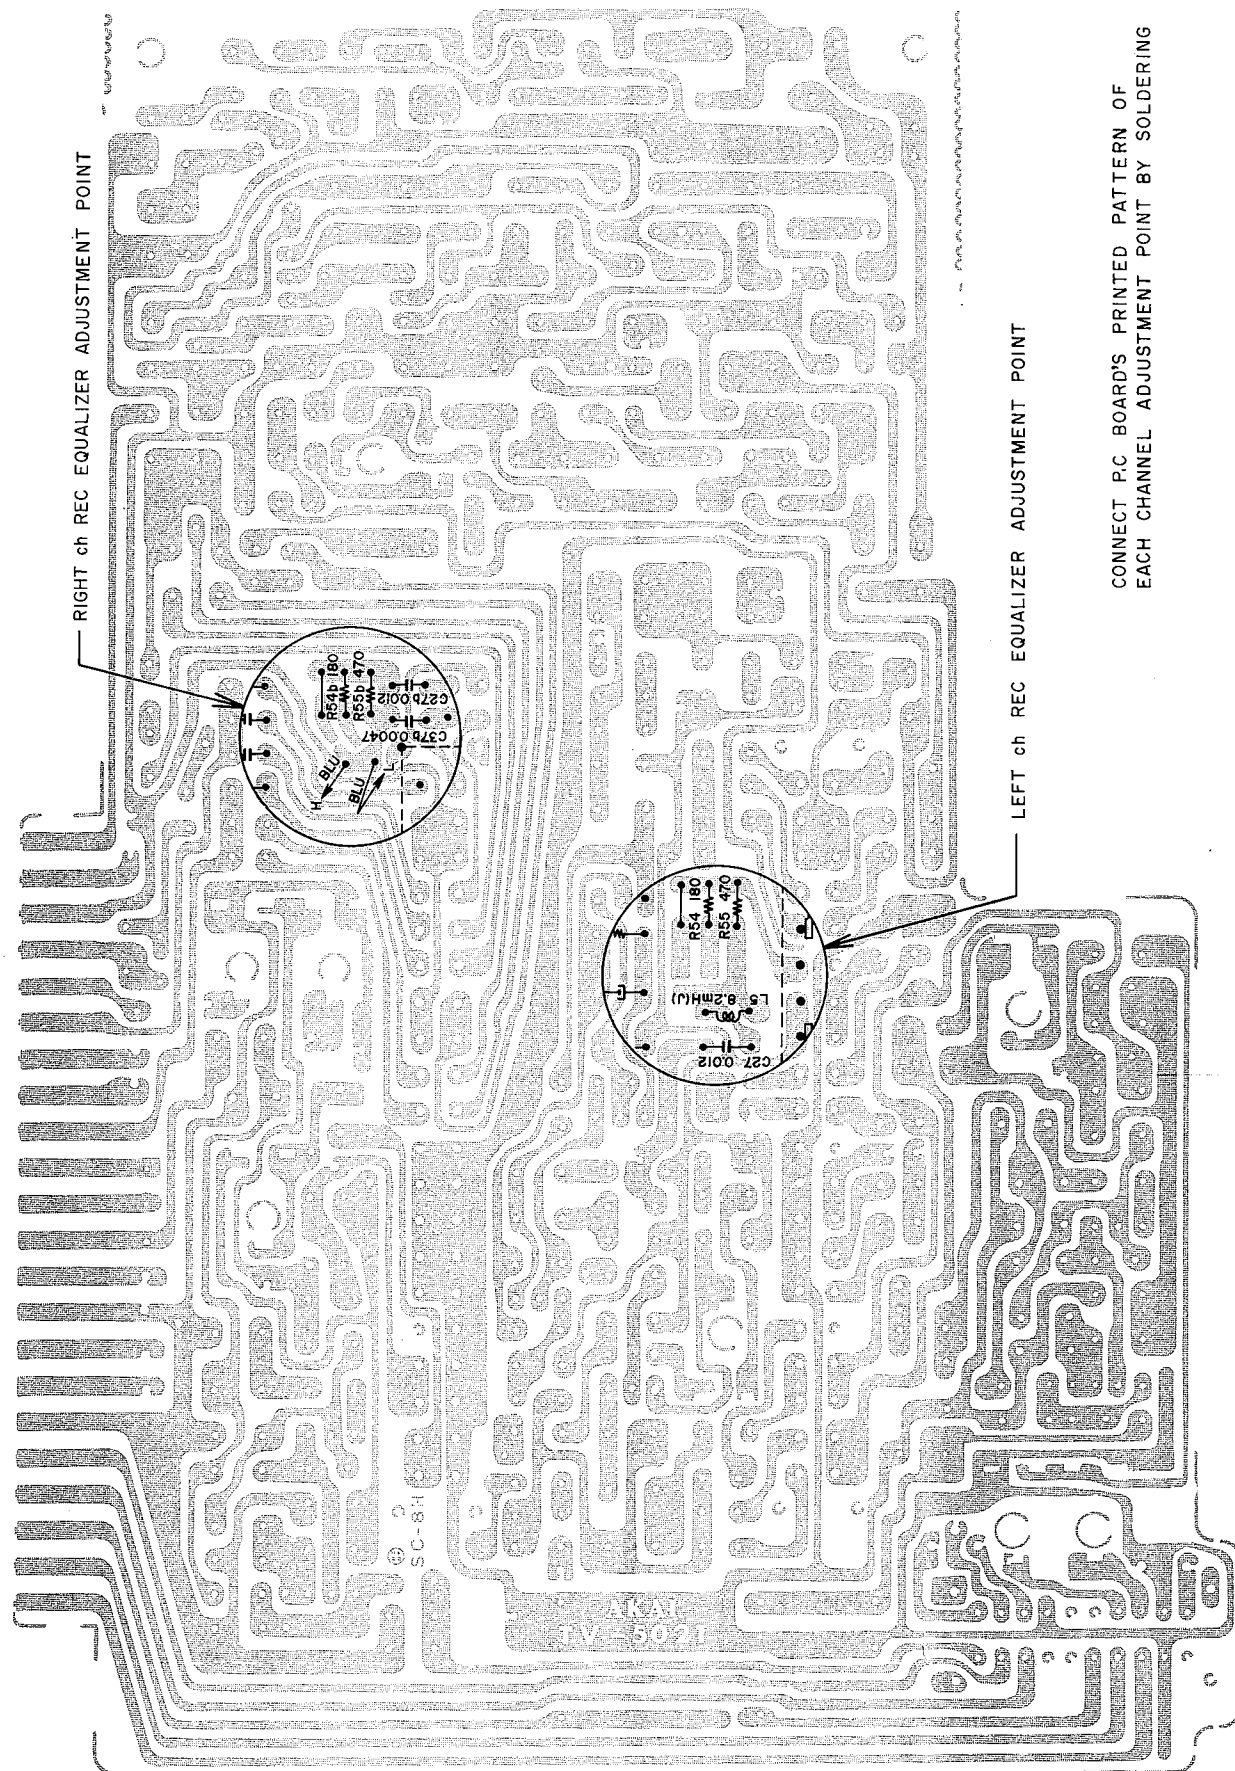 RIGHT ch REC EQUALIZER ADJUSTMENT POINT
R54b 180
R55b 470
C27b 0.012
C37b 0.0047
BLU
H
BLU
L
R54 180
R55 470
L5 8.2mH(J)
C27 0.012
LEFT ch REC EQUALIZER ADJUSTMENT POINT
CONNECT P.C BOARD'S PRINTED PATTERN OF
EACH CHANNEL ADJUSTMENT POINT BY SOLDERING
SC-8H
AKAI
T.V. 5021